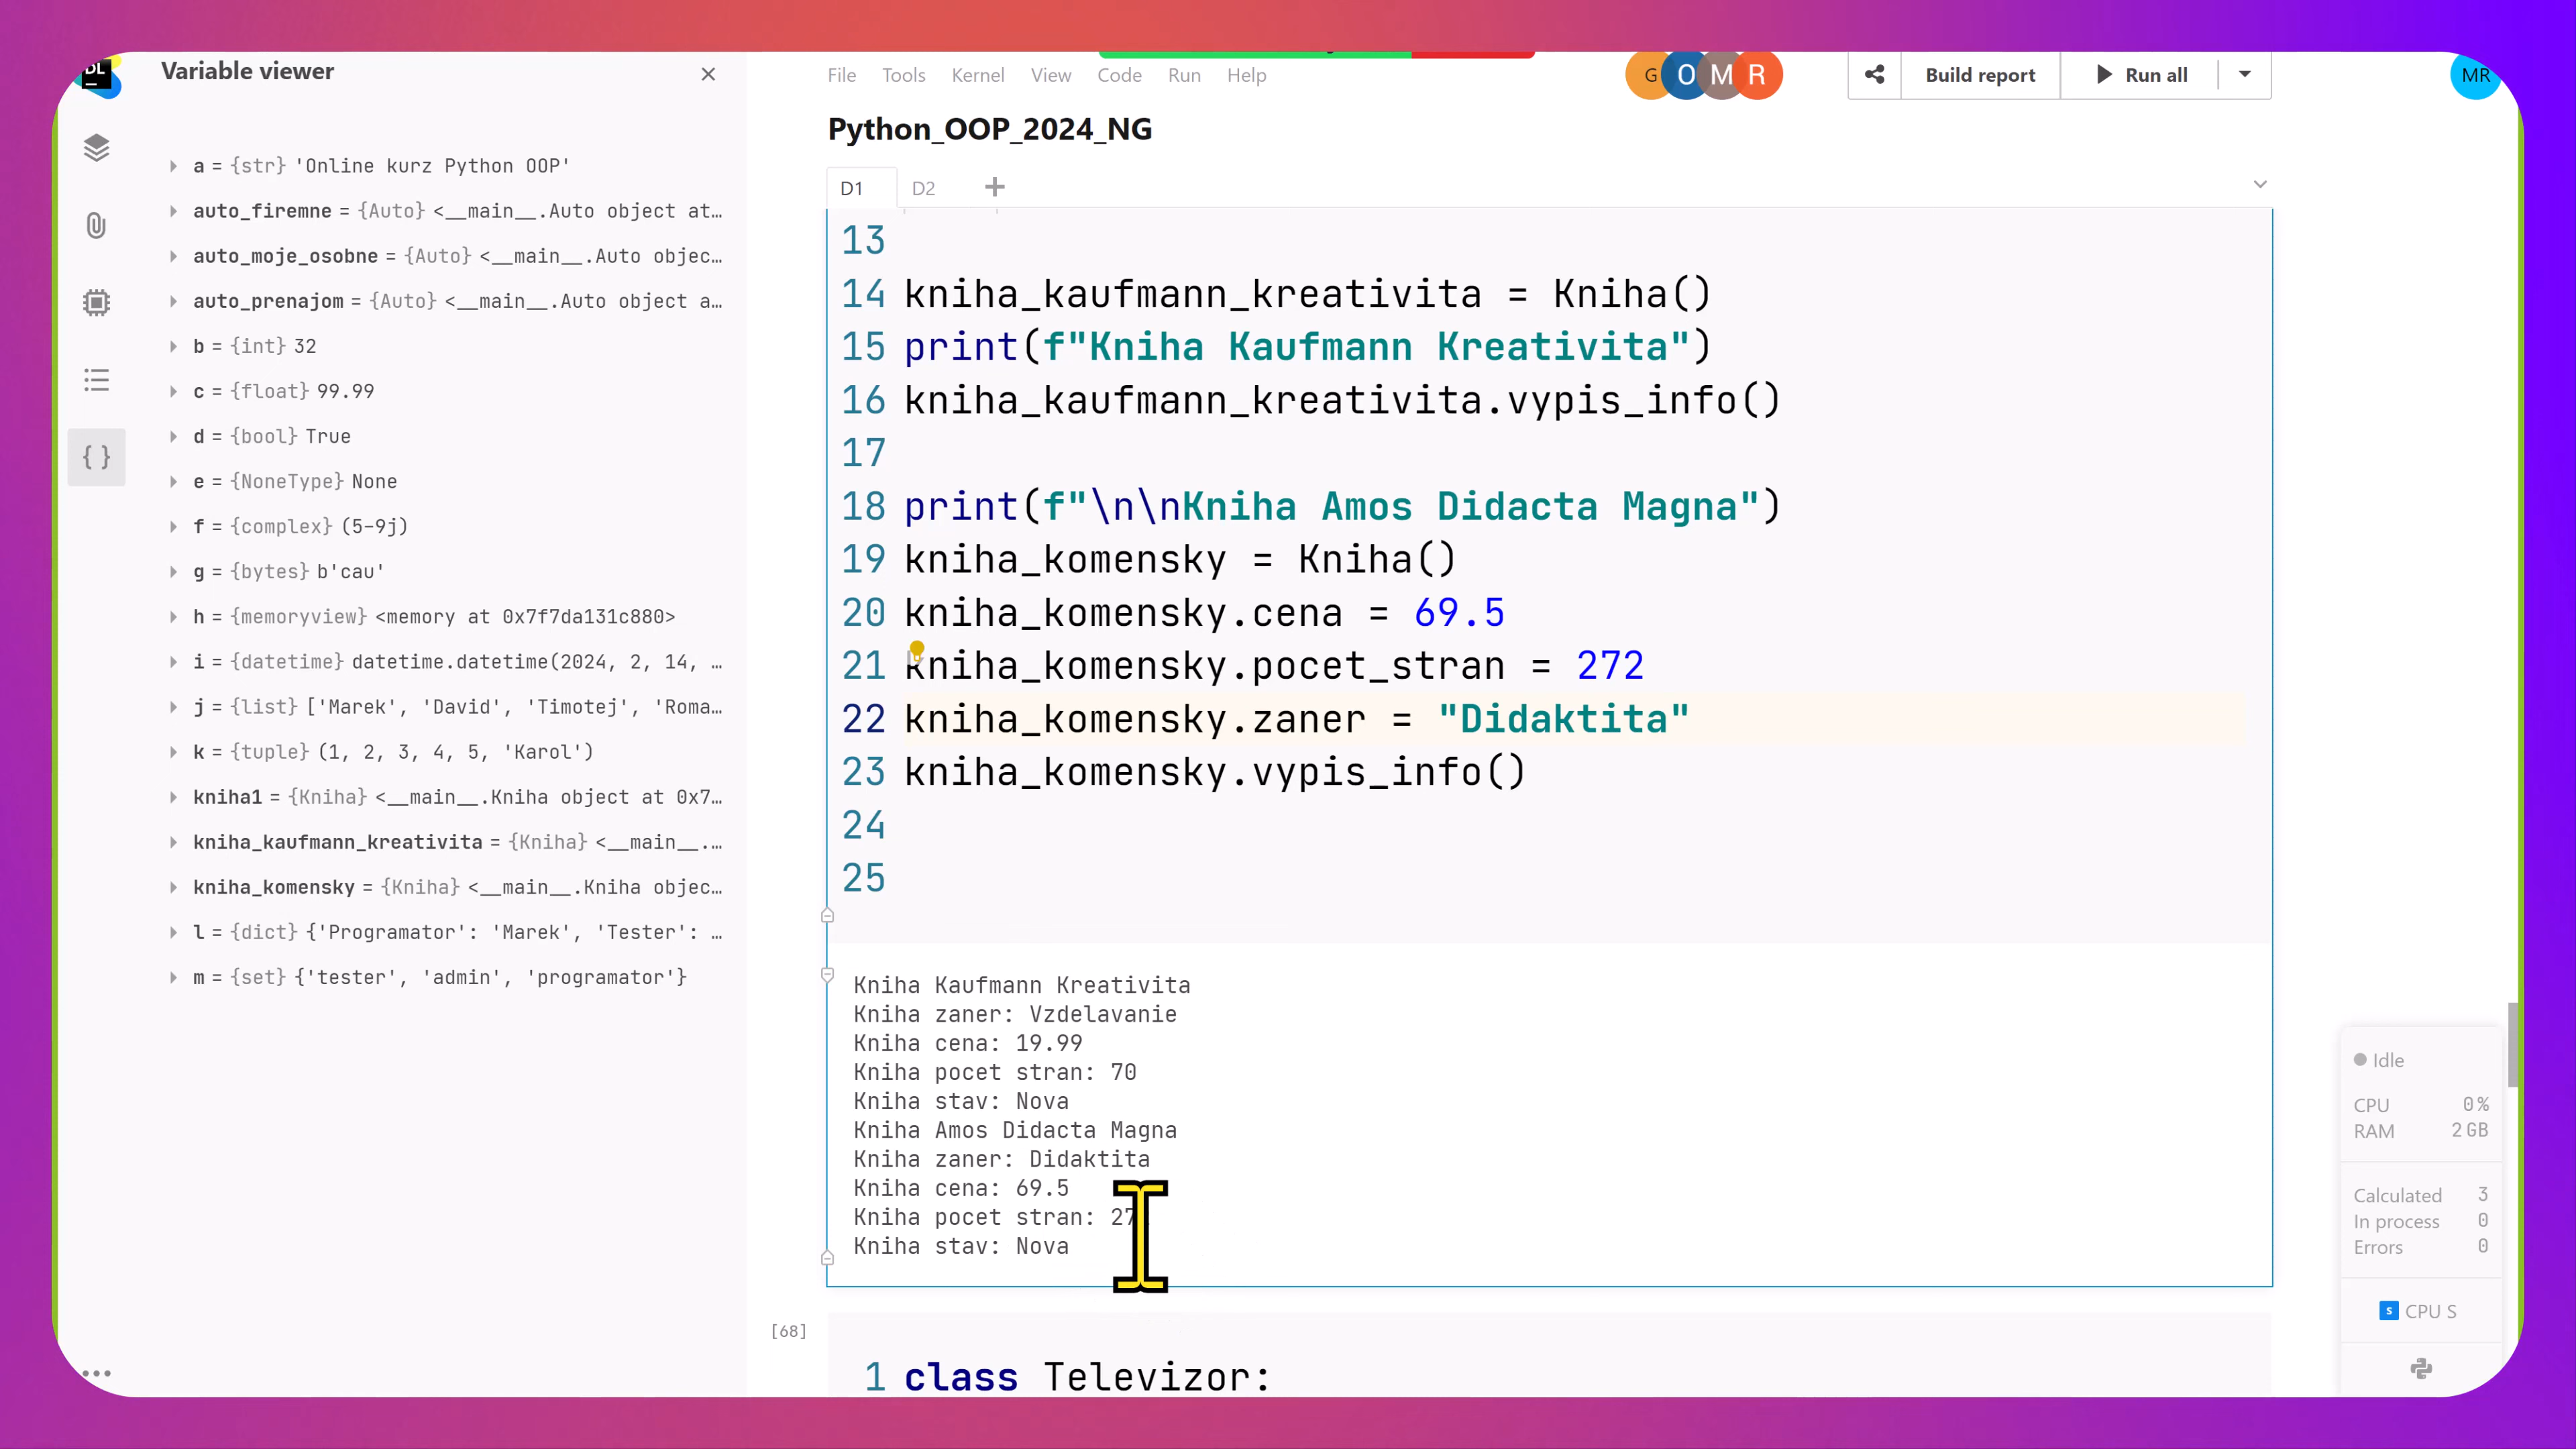 DL
Variable viewer
a = {str} 'Online kurz Python OOP'
auto_firemne = {Auto} <__main__.Auto object at…
auto_moje_osobne = {Auto} <__main__.Auto objec…
auto_prenajom = {Auto} <__main__.Auto object a…
b = {int} 32
c = {float} 99.99
d = {bool} True
e = {NoneType} None
f = {complex} (5-9j)
g = {bytes} b'cau'
h = {memoryview} <memory at 0x7f7da131c880>
i = {datetime} datetime.datetime(2024, 2, 14, …
j = {list} ['Marek', 'David', 'Timotej', 'Roma…
k = {tuple} (1, 2, 3, 4, 5, 'Karol')
kniha1 = {Kniha} <__main__.Kniha object at 0x7…
kniha_kaufmann_kreativita = {Kniha} <__main__.…
kniha_komensky = {Kniha} <__main__.Kniha objec…
l = {dict} {'Programator': 'Marek', 'Tester': …
m = {set} {'tester', 'admin', 'programator'}
File Tools Kernel View Code Run Help
G O M R
Build report
Run all
MR
Python_OOP_2024_NG
D1 D2 +
13
14 kniha_kaufmann_kreativita = Kniha()
15 print(f"Kniha Kaufmann Kreativita")
16 kniha_kaufmann_kreativita.vypis_info()
17
18 print(f"\n\nKniha Amos Didacta Magna")
19 kniha_komensky = Kniha()
20 kniha_komensky.cena = 69.5
21 kniha_komensky.pocet_stran = 272
22 kniha_komensky.zaner = "Didaktita"
23 kniha_komensky.vypis_info()
24
25
Kniha Kaufmann Kreativita
Kniha zaner: Vzdelavanie
Kniha cena: 19.99
Kniha pocet stran: 70
Kniha stav: Nova
Kniha Amos Didacta Magna
Kniha zaner: Didaktita
Kniha cena: 69.5
Kniha pocet stran:
Kniha stav: Nova
[68]
1 class Televizor:
Idle
CPU 0%
RAM 2 GB
Calculated 3
In process 0
Errors 0
S CPU S